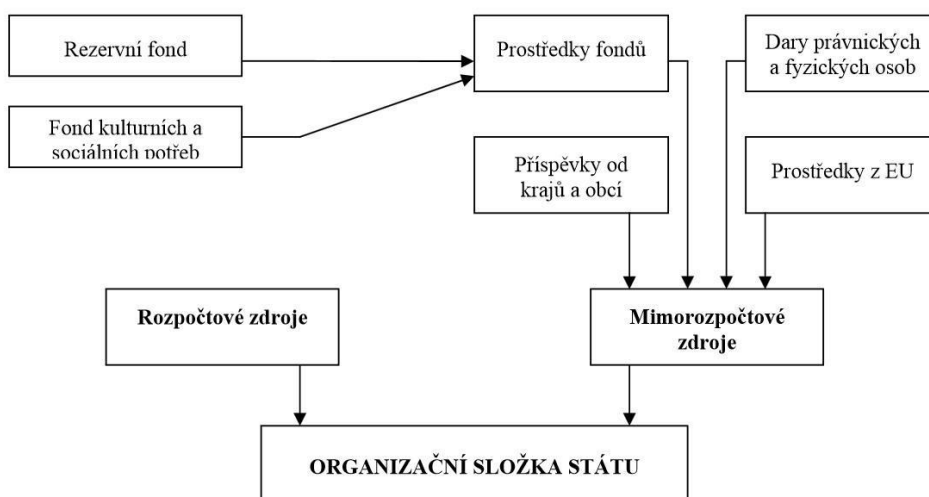 Rezervní fond
Prostředky fondů
Dary právnických
a fyzických osob
Fond kulturních a
sociálních potřeb
Příspěvky od
krajů a obcí
Prostředky z EU
Rozpočtové zdroje
Mimorozpočtové
zdroje
ORGANIZAČNÍ SLOŽKA STÁTU